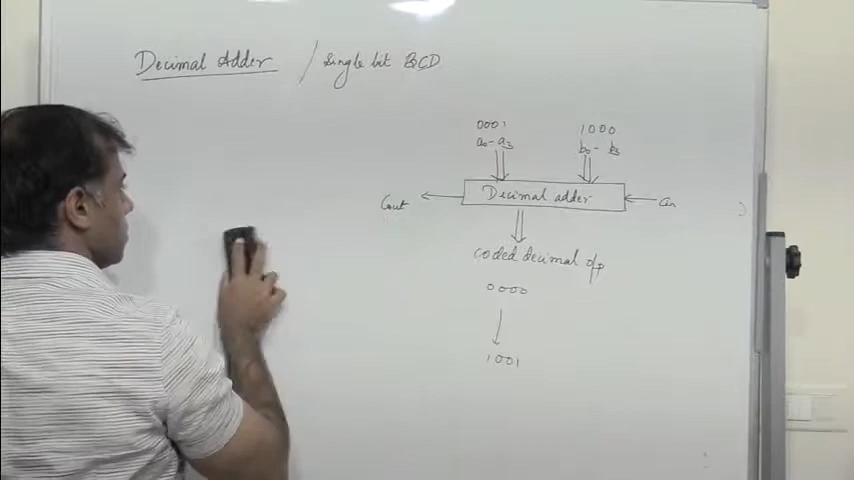 Decimal Adder / Single bit BCD
0001 1000
a0-a3 b0-b3
Cout Decimal adder Cin
coded decimal o/p
0000
1001